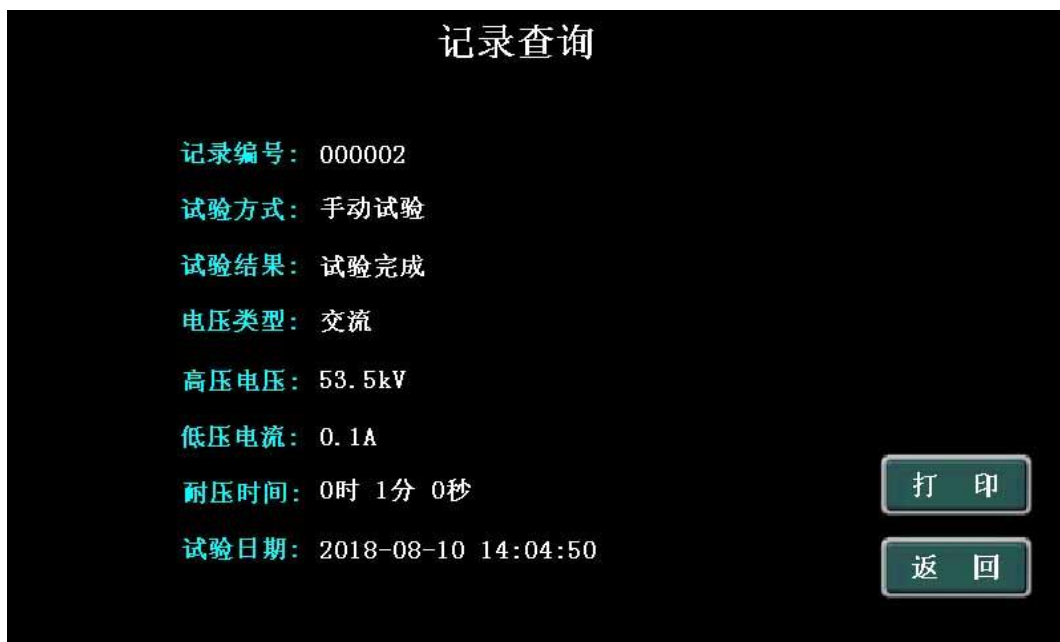 记录查询
记录编号: 000002
试验方式: 手动试验
试验结果: 试验完成
电压类型: 交流
高压电压: 53.5kV
低压电流: 0.1A
耐压时间: 0时 1分 0秒
打 印
试验日期: 2018-08-10 14:04:50
返 回